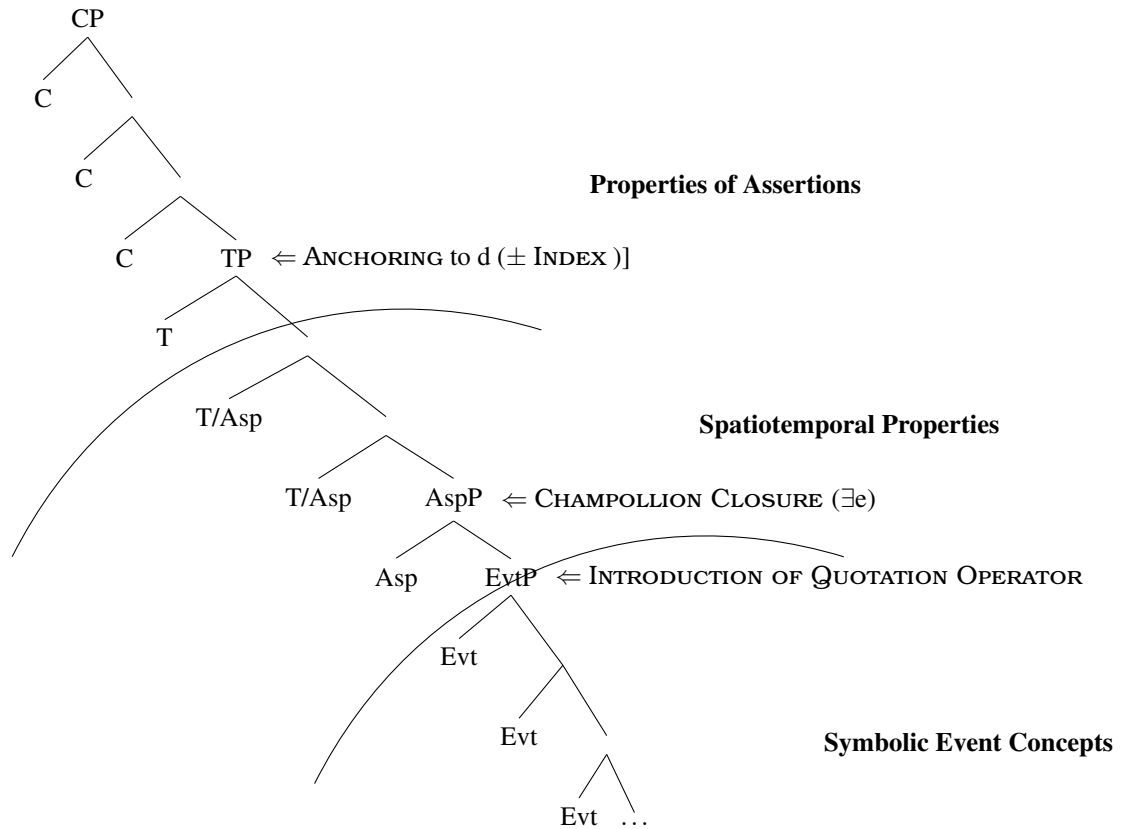 CP
C
C
Properties of Assertions
C TP ⇐ ANCHORING to d (± INDEX )]
T
T/Asp
Spatiotemporal Properties
T/Asp AspP ⇐ CHAMPOLLION CLOSURE (∃e)
Asp EvtP ⇐ INTRODUCTION OF QUOTATION OPERATOR
Evt
Evt
Symbolic Event Concepts
Evt ...